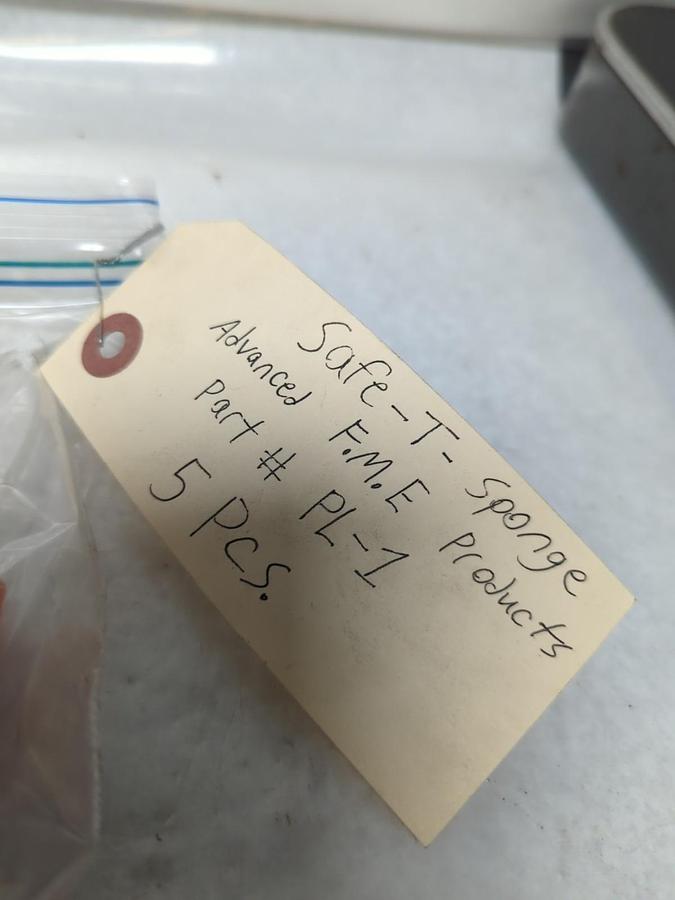 Safe-T-Sponge
Advanced F.M.E Products
Part # PL-1
5 Pcs.